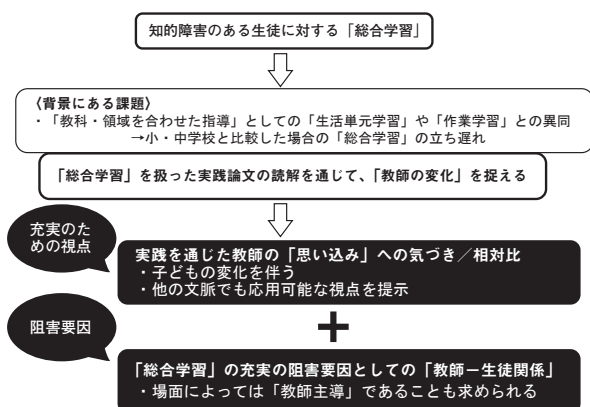 知的障害のある生徒に対する「総合学習」
〈背景にある課題〉
・「教科・領域を合わせた指導」としての「生活単元学習」や「作業学習」との異同
→小・中学校と比較した場合の「総合学習」の立ち遅れ
「総合学習」を扱った実践論文の読解を通じて、「教師の変化」を捉える
充実のた
めの視点
実践を通じた教師の「思い込み」への気づき／相対比
・子どもの変化を伴う
・他の文脈でも応用可能な視点を提示
+
阻害要因
「総合学習」の充実の阻害要因としての「教師ー生徒関係」
・場面によっては「教師主導」であることも求められる